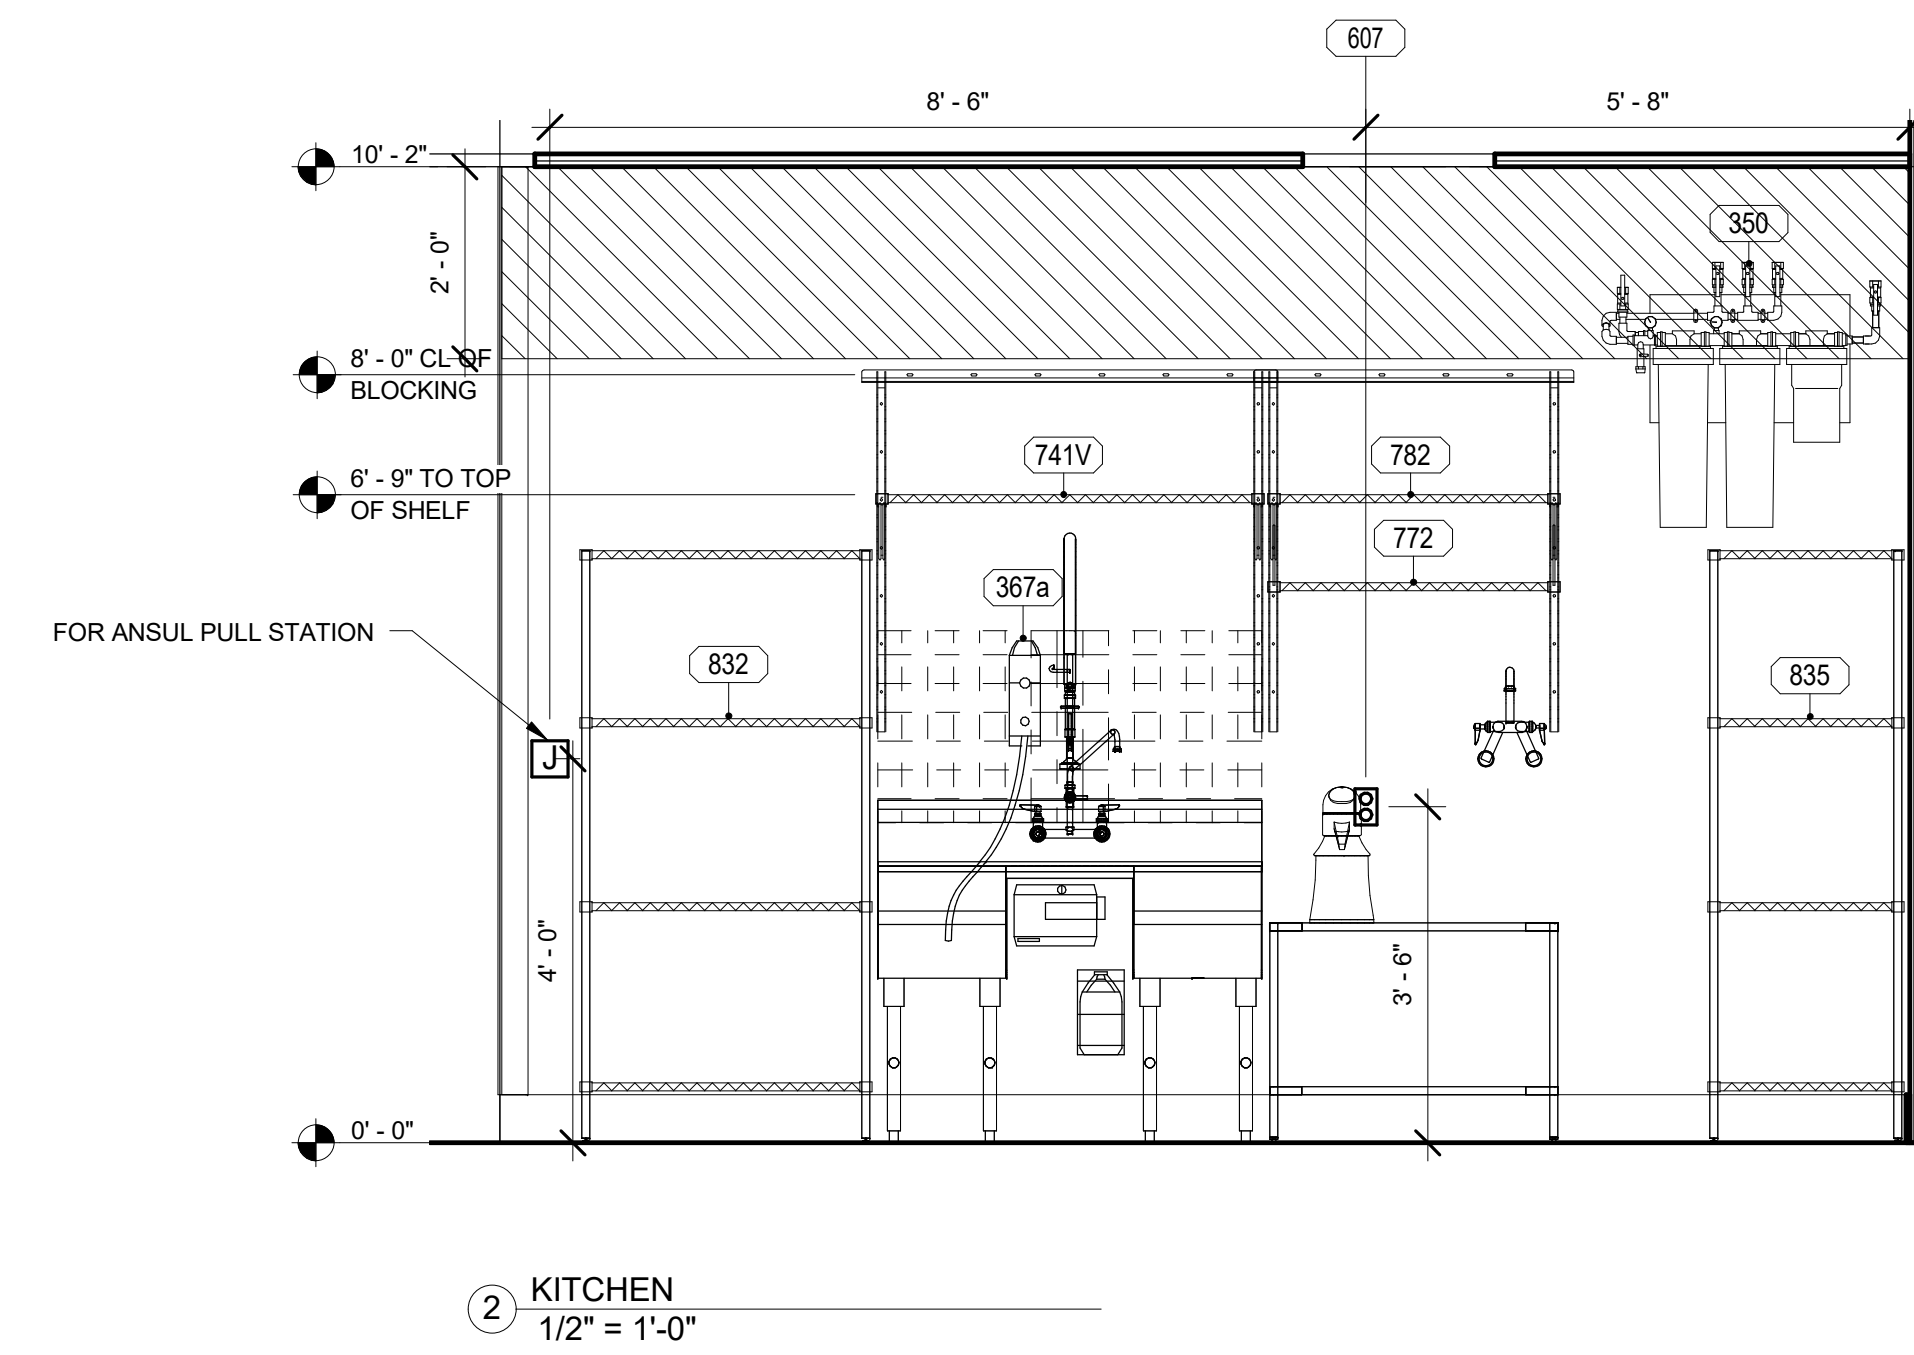 607
8' - 6"
5' - 8"
10' - 2"
350
2' - 0"
8' - 0" CL OF
BLOCKING
741V
782
6' - 9" TO TOP
OF SHELF
772
367a
FOR ANSUL PULL STATION
832
835
J
4' - 0"
3' - 6"
0' - 0"
2
KITCHEN
1/2" = 1'-0"